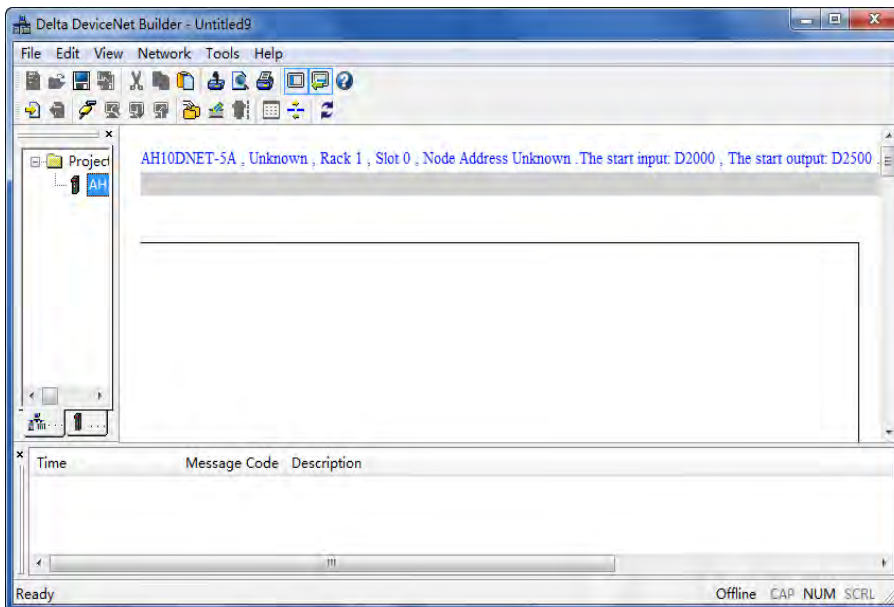 Delta DeviceNet Builder - Untitled9
File Edit View Network Tools Help
Project
AH
AH10DNET-5A , Unknown , Rack 1 , Slot 0 , Node Address Unknown .The start input: D2000 , The start output: D2500 .
Time Message Code Description
Ready Offline CAP NUM SCRL